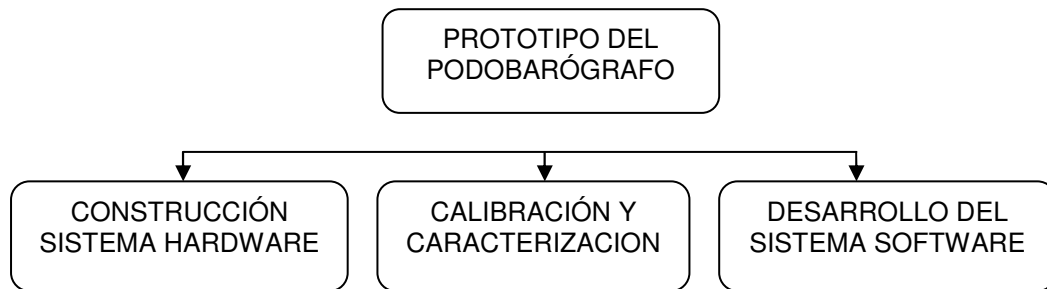 PROTOTIPO DEL
PODOBARÓGRAFO
CONSTRUCCIÓN
SISTEMA HARDWARE
CALIBRACIÓN Y
CARACTERIZACION
DESARROLLO DEL
SISTEMA SOFTWARE